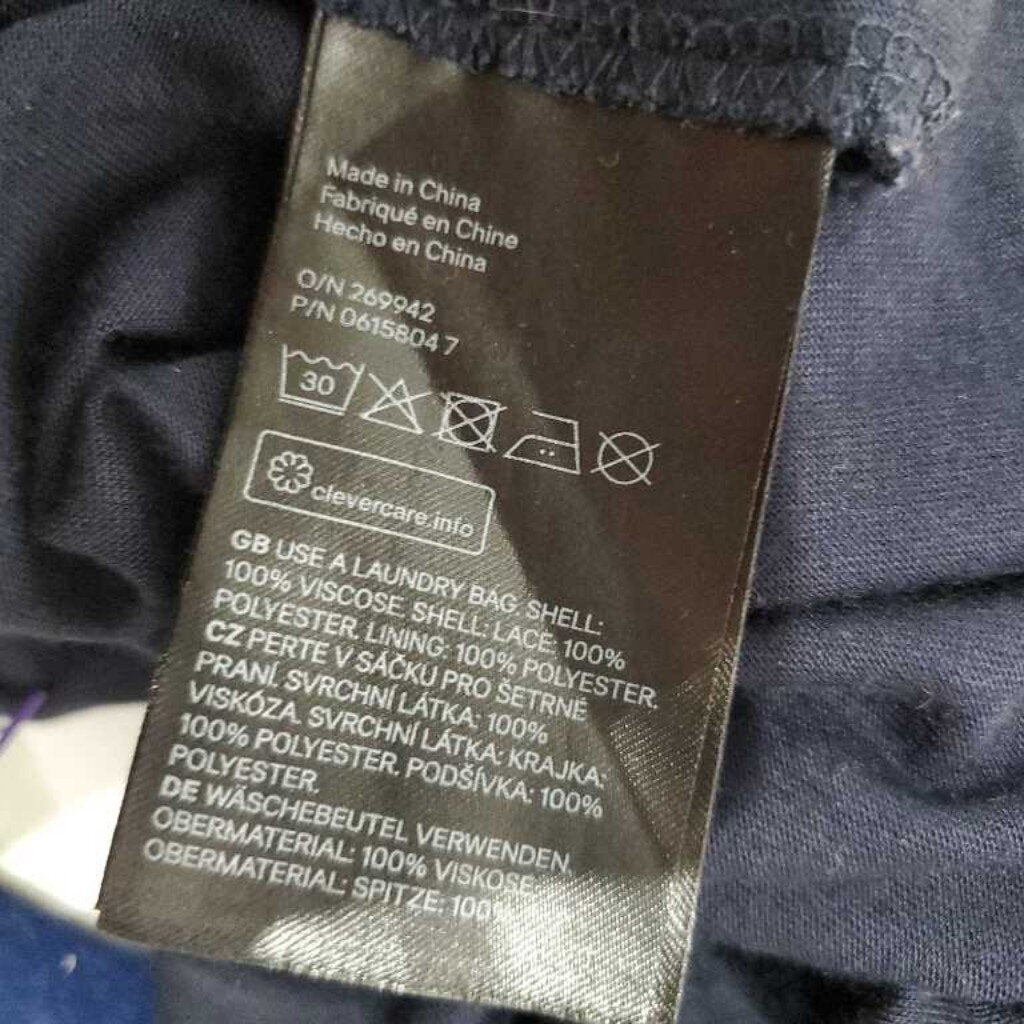 Made in China
Fabriqué en Chine
Hecho en China
O/N 269942
P/N 06158047
30
clevercare.info
GB USE A LAUNDRY BAG. SHELL:
100% VISCOSE. SHELL: LACE: 100%
POLYESTER. LINING: 100% POLYESTER.
CZ PERTE V SÁČKU PRO ŠETRNÉ
PRANÍ. SVRCHNÍ LÁTKA: 100%
VISKÓZA. SVRCHNÍ LÁTKA: KRAJKA:
100% POLYESTER. PODŠÍVKA: 100%
POLYESTER.
DE WÄSCHEBEUTEL VERWENDEN.
OBERMATERIAL: 100% VISKOSE.
OBERMATERIAL: SPITZE: 100%